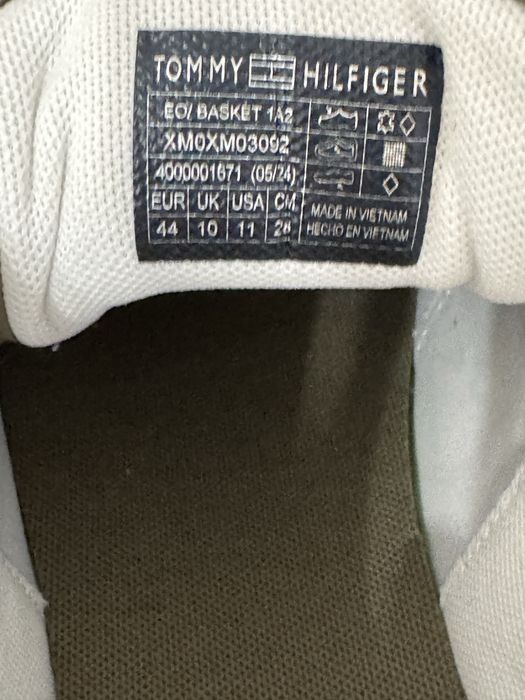 TOMMY HILFIGER
EO/ BASKET 1A2
XM0XM03092
4000001671 (05/24)
EUR UK USA CM
44 10 11
MADE IN VIETNAM
HECHO EN VIETNAM